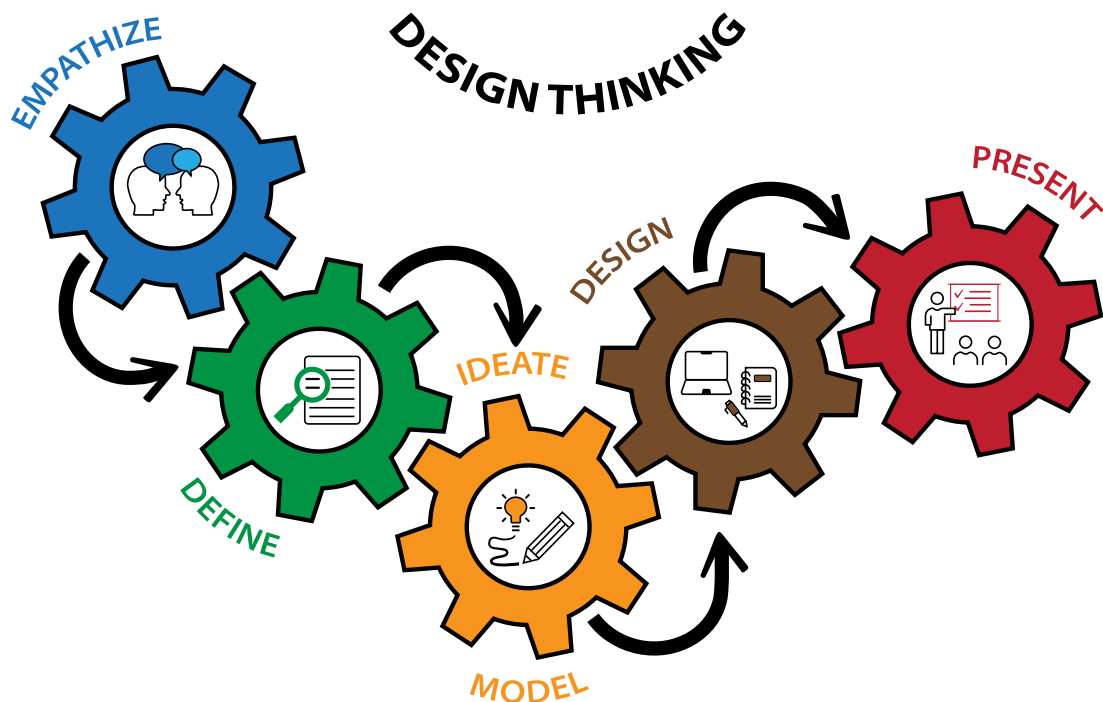 DESIGN THINKING
EMPATHIZE
DEFINE
IDEATE
MODEL
DESIGN
PRESENT